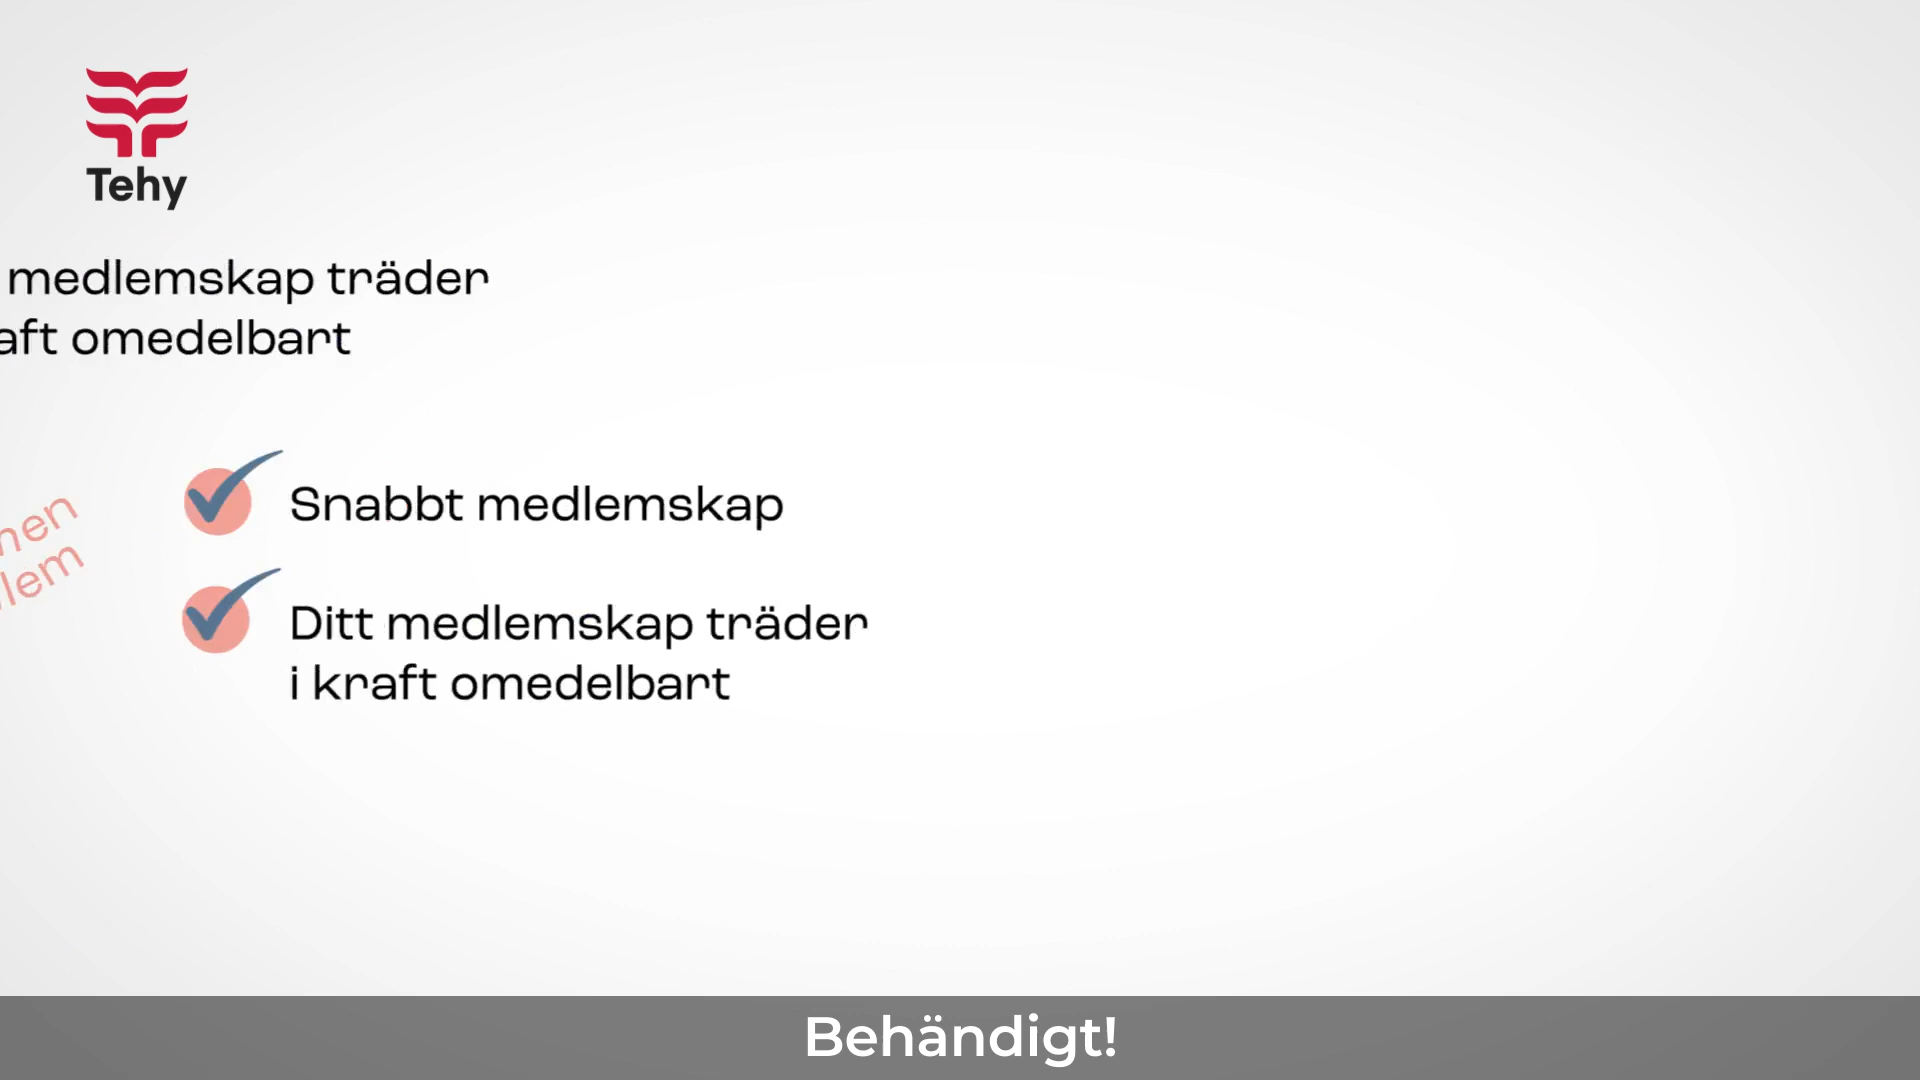 Tehy
medlemskap träder
aft omedelbart
Snabbt medlemskap
Ditt medlemskap träder
i kraft omedelbart
Behändigt!